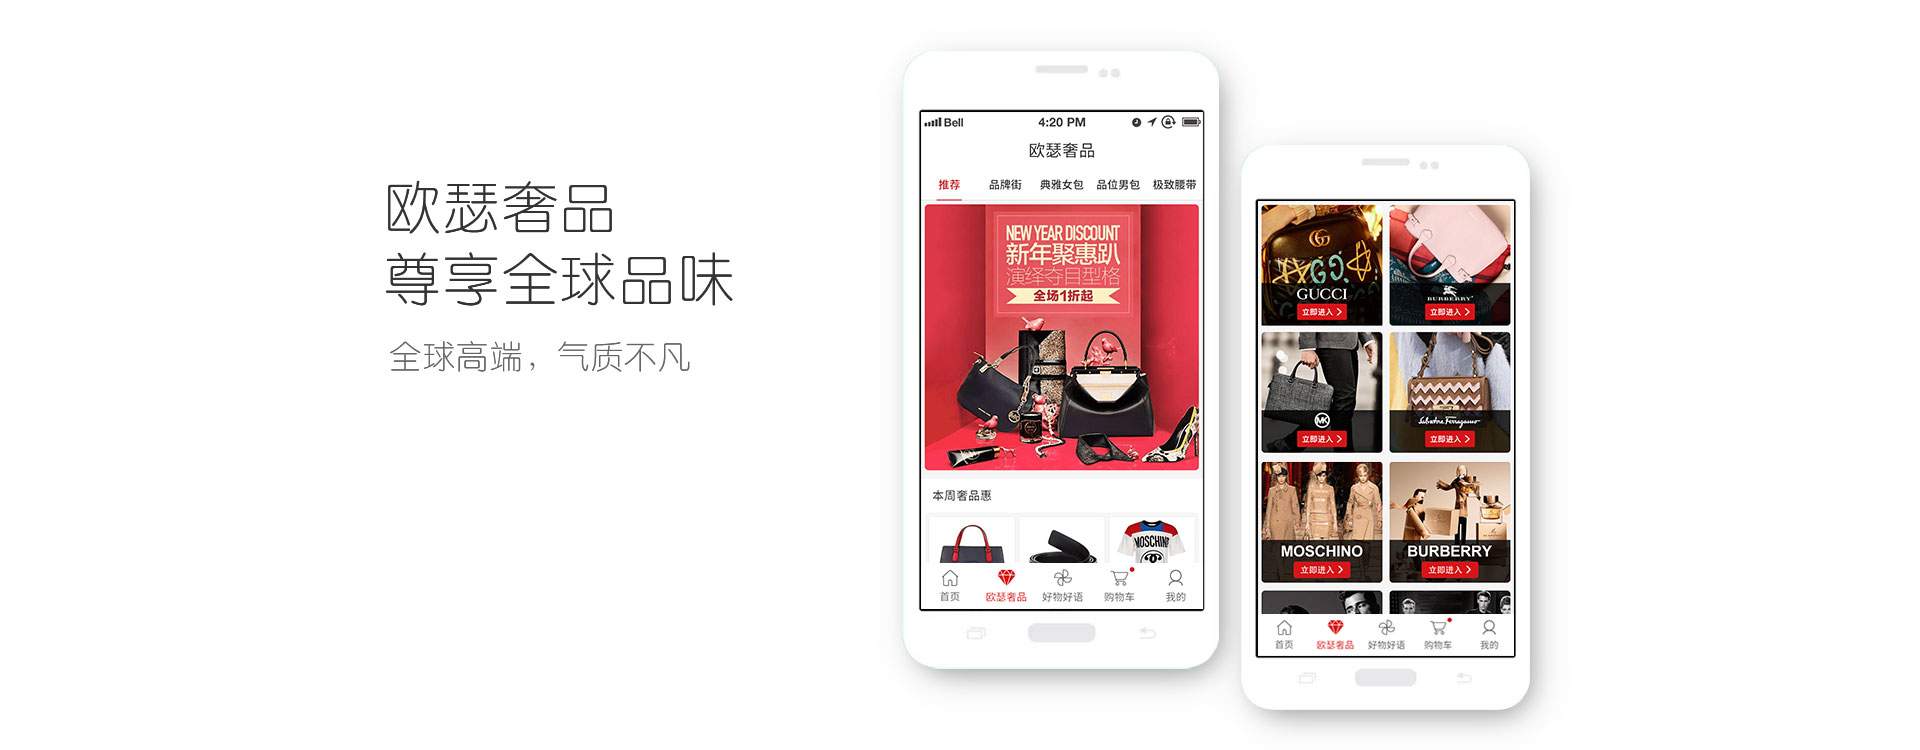 欧瑟奢品
尊享全球品味
全球高端，气质不凡
Bell 4:20 PM
欧瑟奢品
推荐 品牌街 典雅女包 品位男包 极致腰带
NEW YEAR DISCOUNT
新年聚惠趴
演绎夺目型格
全场1折起
本周奢品惠
MOSCHINO
首页 欧瑟奢品 好物好语 购物车 我的
GUCCI
立即进入
BURBERRY
立即进入
MK
立即进入
Salvatore Ferragamo
立即进入
MOSCHINO
立即进入
BURBERRY
立即进入
首页 欧瑟奢品 好物好语 购物车 我的